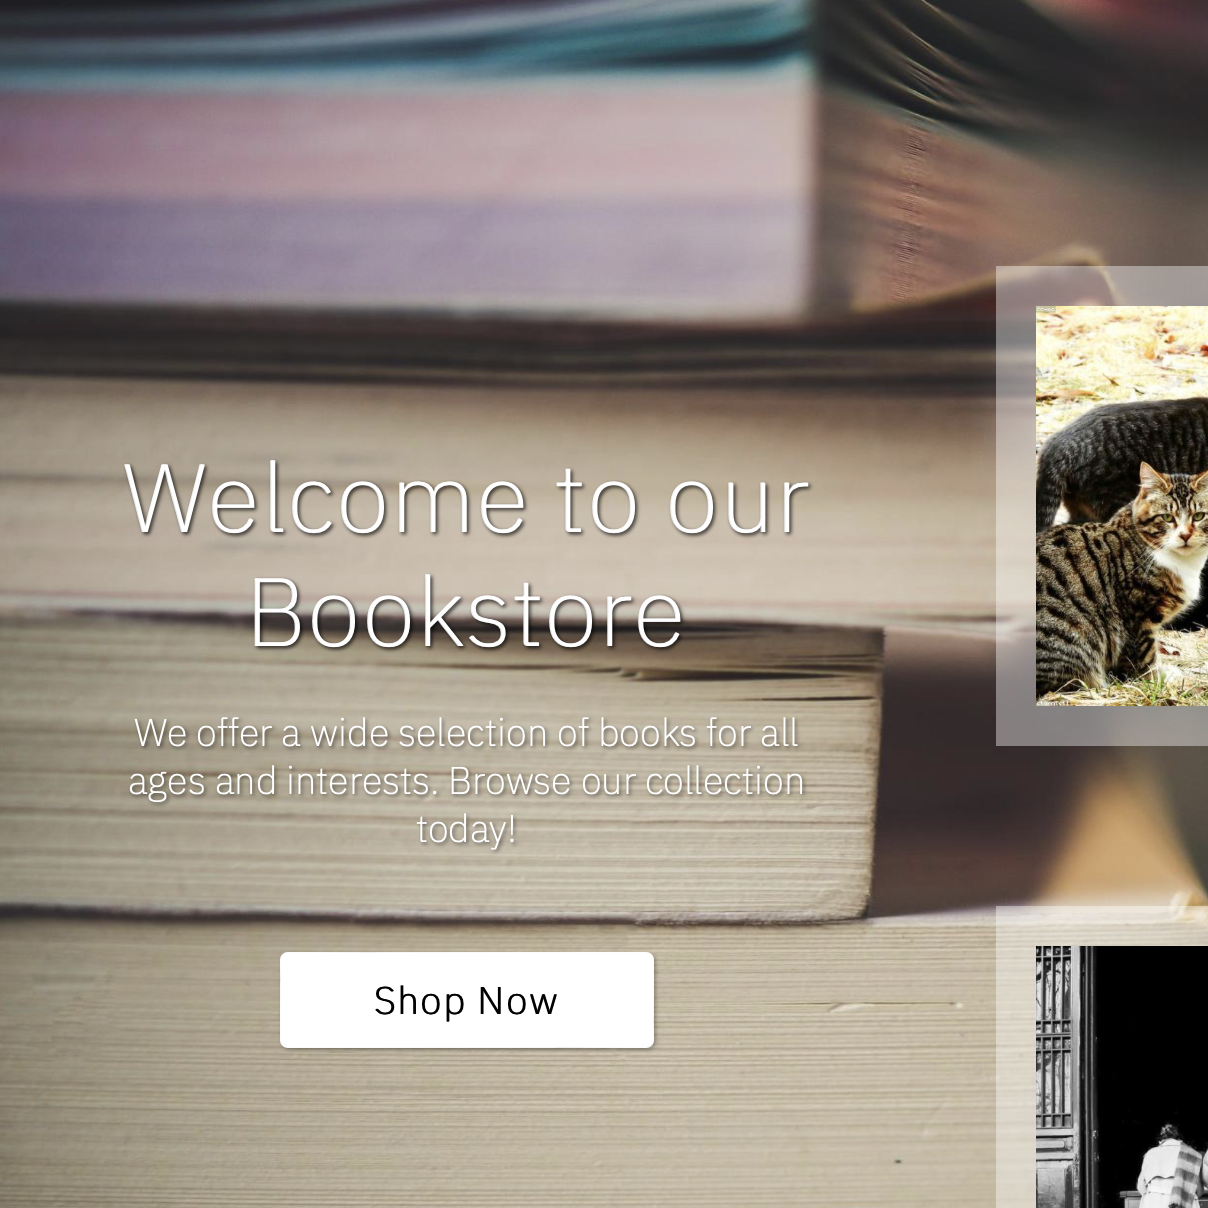 Welcome to our
Bookstore
We offer a wide selection of books for all
ages and interests. Browse our collection
today!
Shop Now